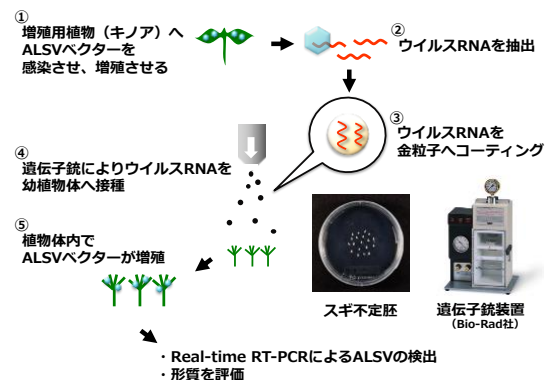 ①
増殖用植物（キノア）へ
ALSVベクターを
感染させ、増殖させる
②
ウイルスRNAを抽出
③
ウイルスRNAを
金粒子へコーティング
④
遺伝子銃によりウイルスRNAを
幼植物体へ接種
⑤
植物体内で
ALSVベクターが増殖
スギ不定胚
遺伝子銃装置
（Bio-Rad社）
・Real-time RT-PCRによるALSVの検出
・形質を評価